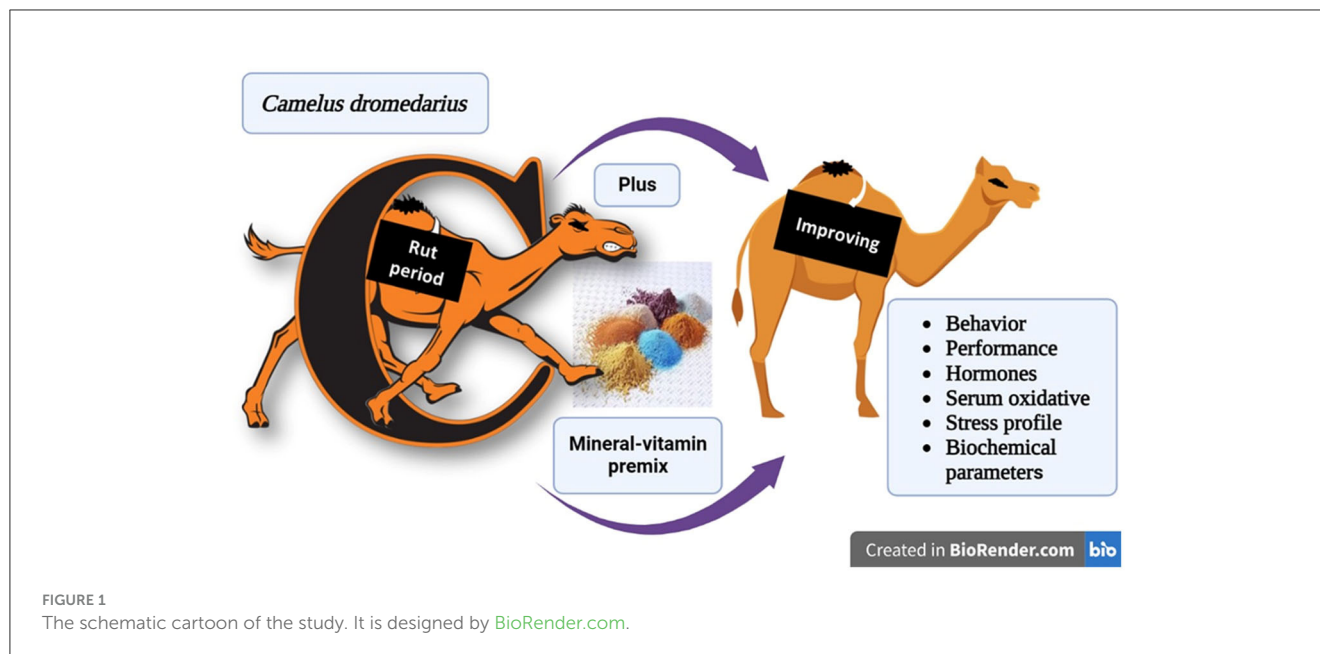 Camelus dromedarius
Plus
Rut
period
Improving
Mineral-vitamin
premix
• Behavior
• Performance
• Hormones
• Serum oxidative
• Stress profile
• Biochemical
parameters
Created in BioRender.com bio
FIGURE 1
The schematic cartoon of the study. It is designed by BioRender.com.